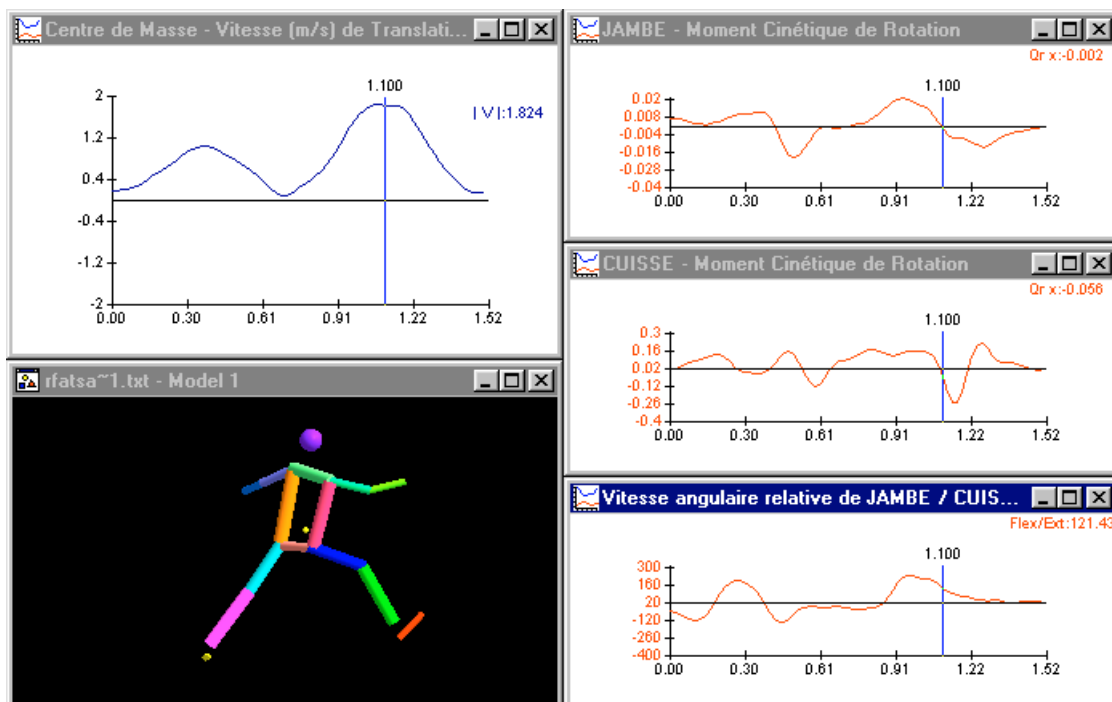 Centre de Masse - Vitesse (m/s) de Translati...
1.100
|V|:1.824
2
1.2
0.4
-0.4
-1.2
-2
0.00 0.30 0.61 0.91 1.22 1.52
rfatsa~1.txt - Model 1
JAMBE - Moment Cinétique de Rotation
Qr x:-0.002
1.100
0.02
0.008
-0.004
-0.016
-0.028
-0.04
0.00 0.30 0.61 0.91 1.22 1.52
CUISSE - Moment Cinétique de Rotation
Qr x:-0.056
1.100
0.3
0.16
0.02
-0.12
-0.26
-0.4
0.00 0.30 0.61 0.91 1.22 1.52
Vitesse angulaire relative de JAMBE / CUIS...
Flex/Ext:121.43
1.100
300
160
20
-120
-260
-400
0.00 0.30 0.61 0.91 1.22 1.52